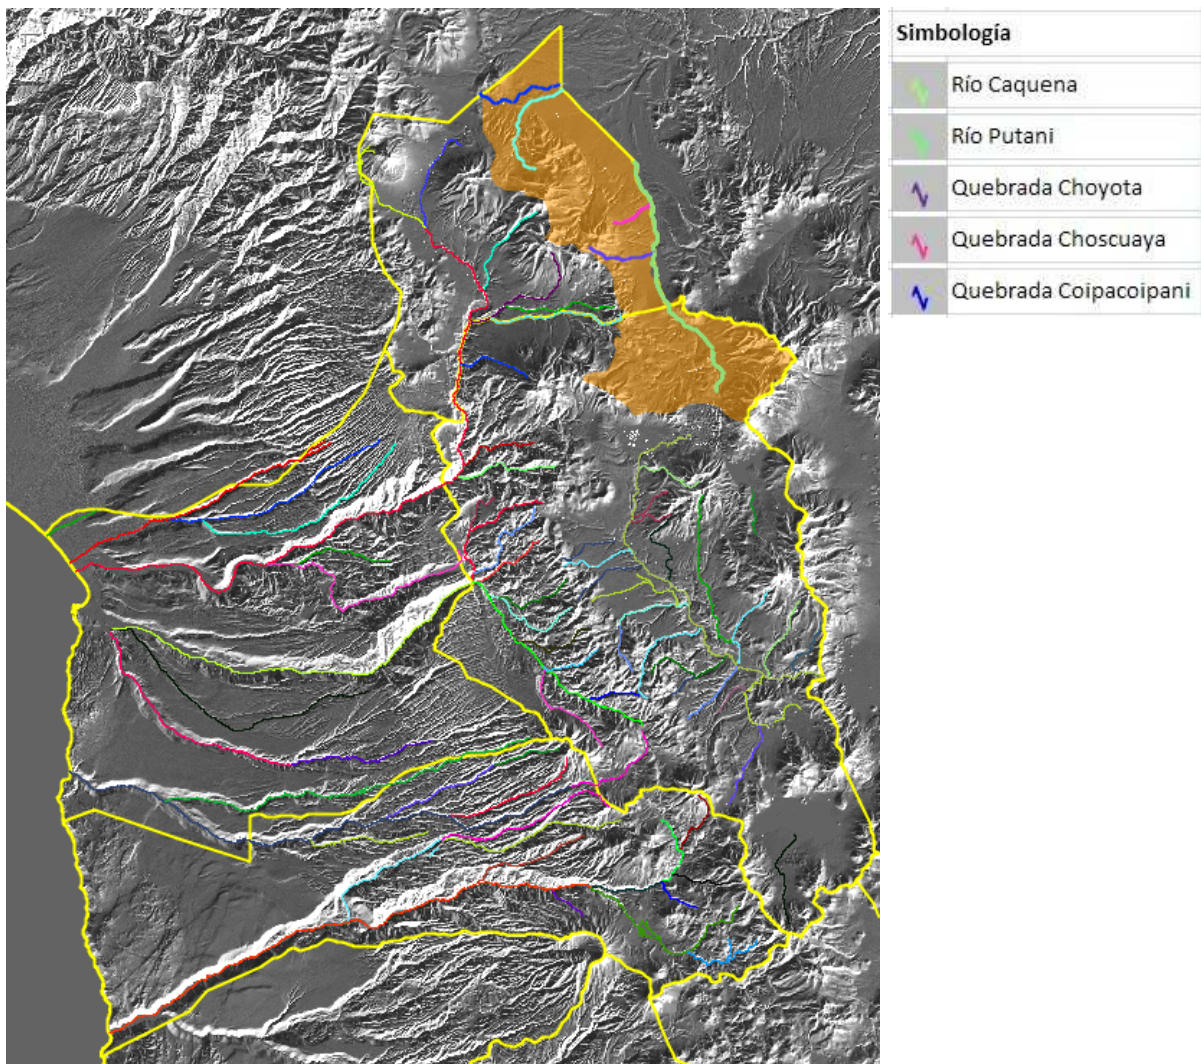 Simbología
Río Caquena
Río Putani
Quebrada Choyota
Quebrada Choscuaya
Quebrada Coipacoipani